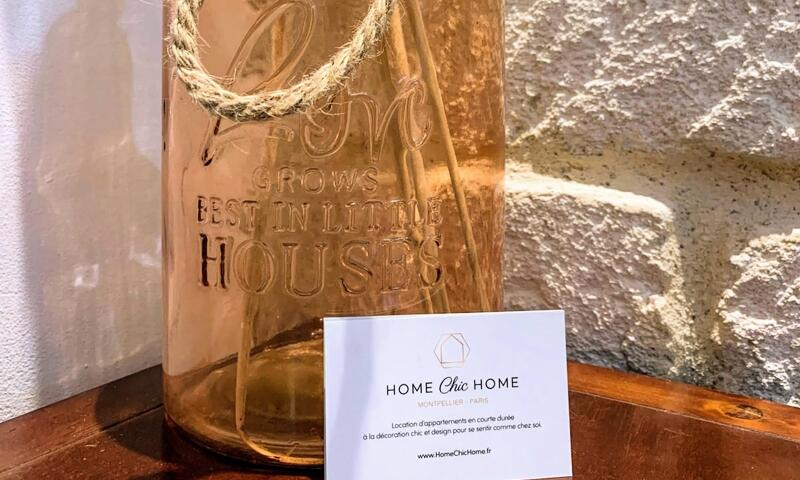 GROWS
BEST IN LITTLE
HOUSES
HOME Chic HOME
MONTPELLIER - PARIS
Location d'appartements en courte durée
à la décoration chic et design pour se sentir comme chez soi.
www.HomeChicHome.fr